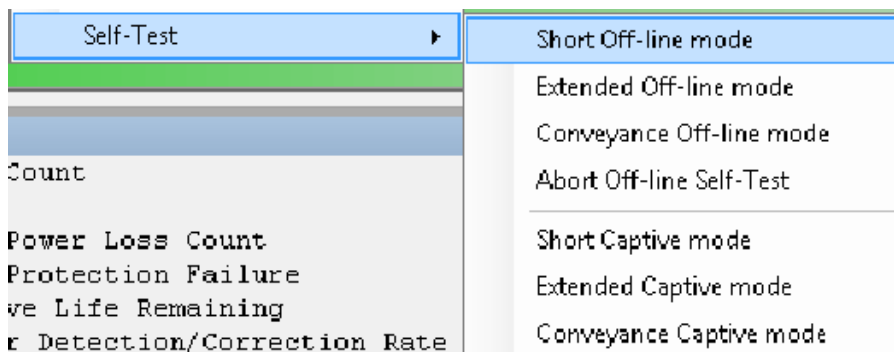 Self-Test
Short Off-line mode
Extended Off-line mode
Conveyance Off-line mode
Abort Off-line Self-Test
Short Captive mode
Extended Captive mode
Conveyance Captive mode
Count
Power Loss Count
Protection Failure
ve Life Remaining
r Detection/Correction Rate